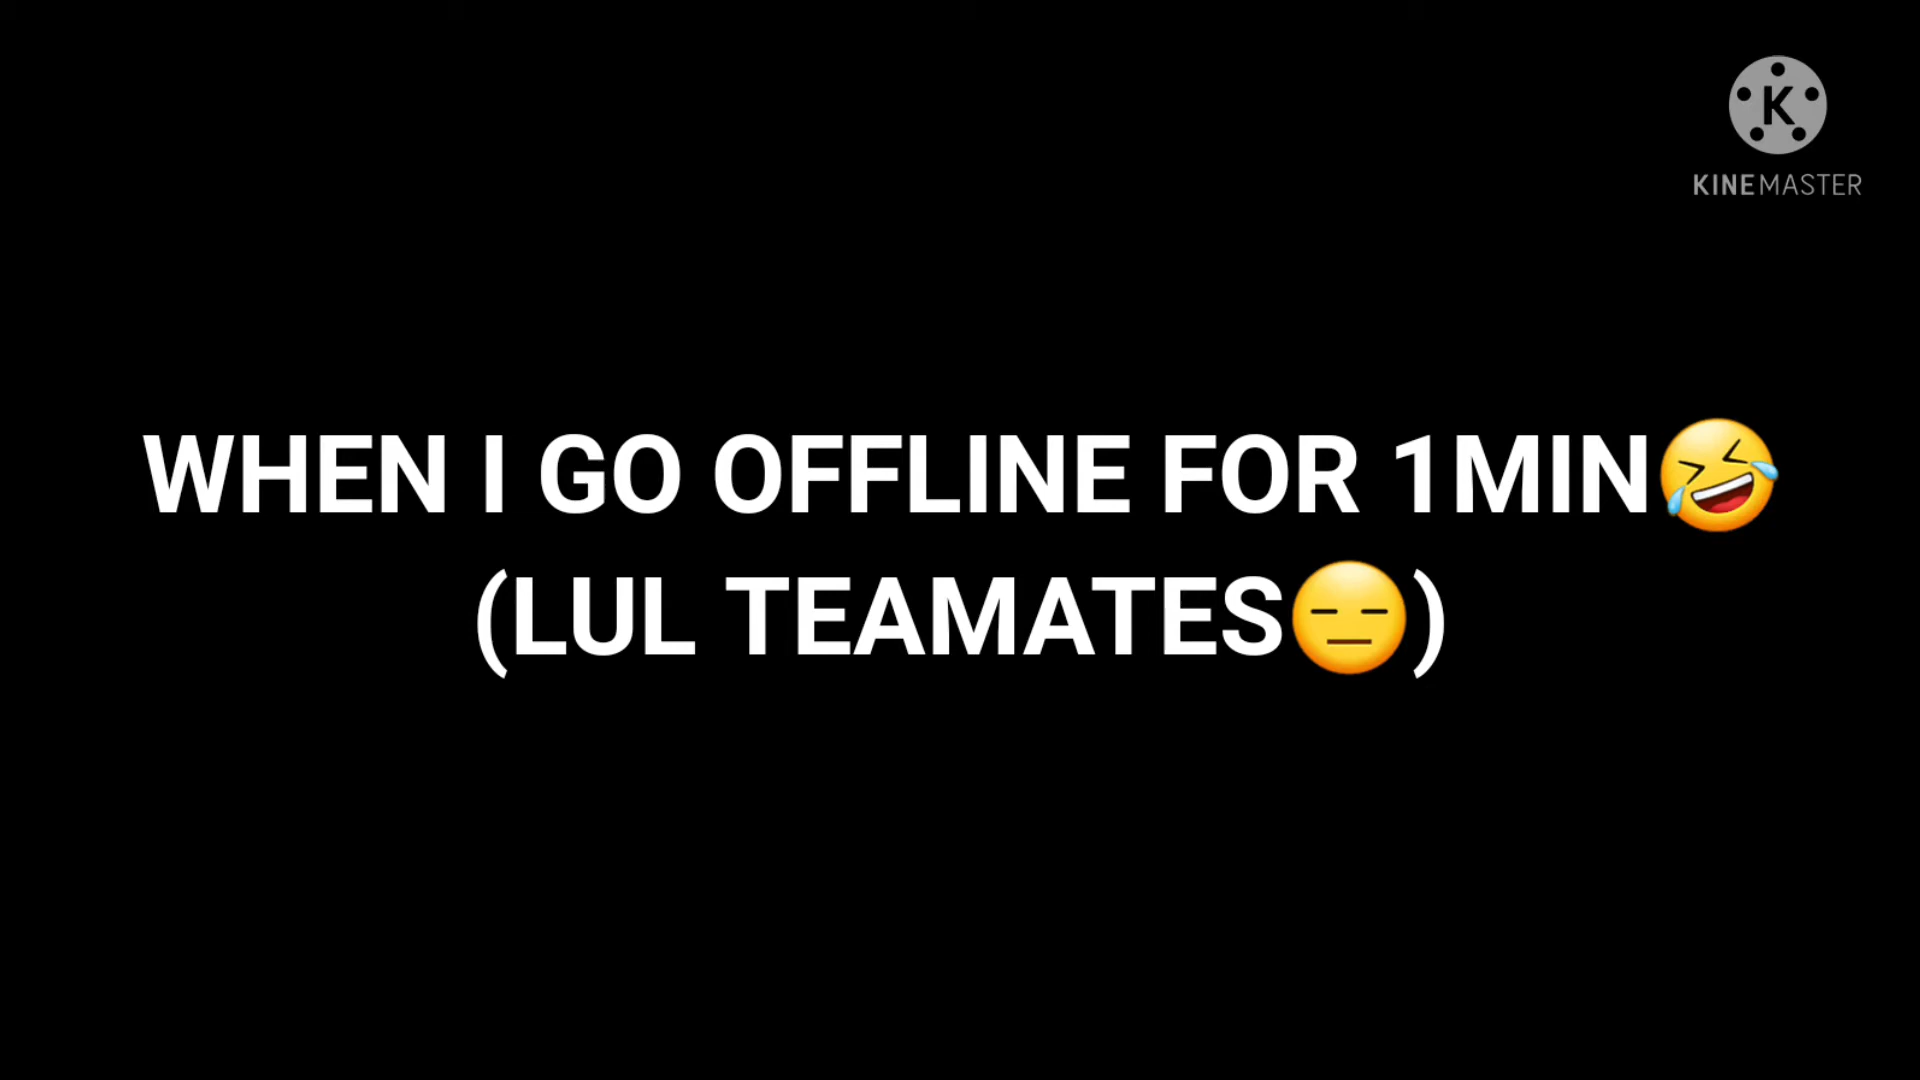 K
KINEMASTER
WHEN I GO OFFLINE FOR 1MIN🤣
(LUL TEAMATES😑)